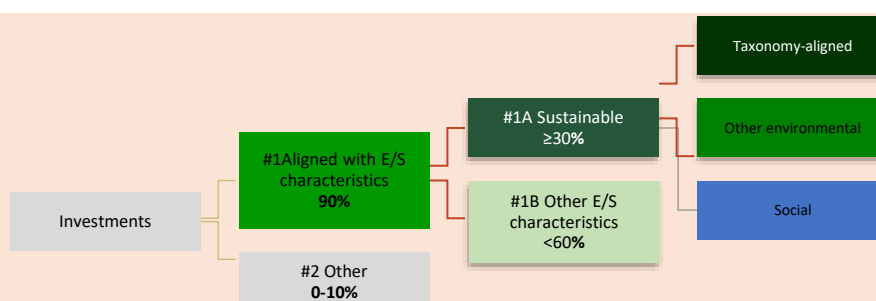 Taxonomy-aligned
#1A Sustainable
≥30%
Other environmental
#1Aligned with E/S
characteristics
90%
#1B Other E/S
characteristics
<60%
Social
Investments
#2 Other
0-10%